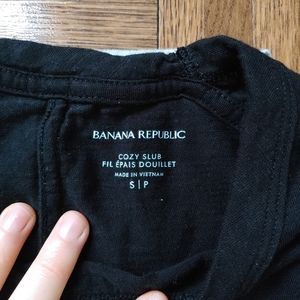 BANANA REPUBLIC
COZY SLUB
FIL ÉPAIS DOUILLET
MADE IN VIETNAM
S | P